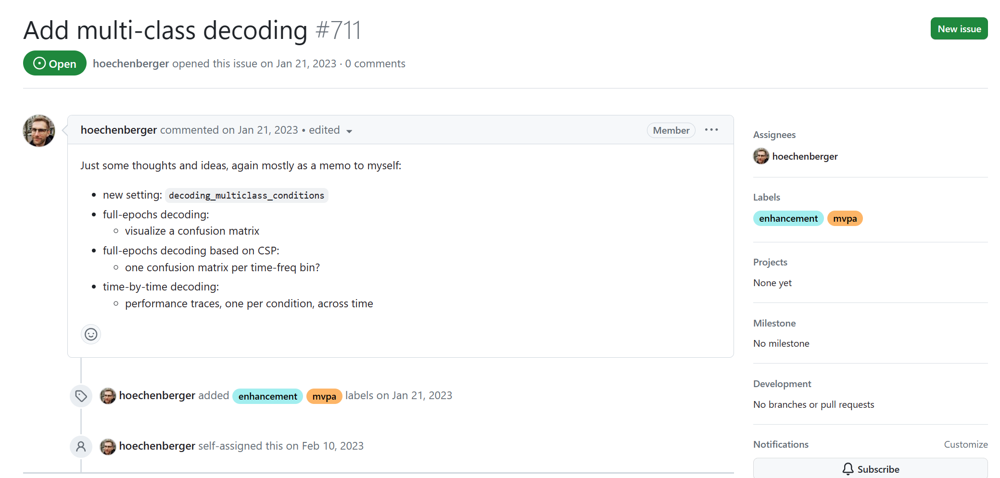 Add multi-class decoding #711
New issue
Open
hoechenberger opened this issue on Jan 21, 2023 · 0 comments
hoechenberger commented on Jan 21, 2023 • edited
Member
Just some thoughts and ideas, again mostly as a memo to myself:
• new setting: decoding_multiclass_conditions
• full-epochs decoding:
◦ visualize a confusion matrix
• full-epochs decoding based on CSP:
◦ one confusion matrix per time-freq bin?
• time-by-time decoding:
◦ performance traces, one per condition, across time
hoechenberger added enhancement mvpa labels on Jan 21, 2023
hoechenberger self-assigned this on Feb 10, 2023
Assignees
hoechenberger
Labels
enhancement mvpa
Projects
None yet
Milestone
No milestone
Development
No branches or pull requests
Notifications Customize
Subscribe